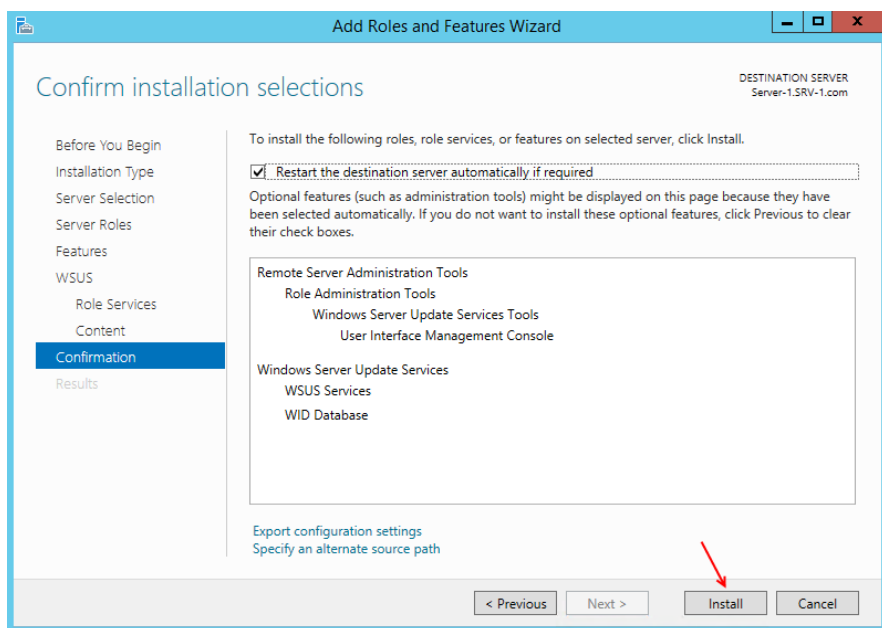 Add Roles and Features Wizard
Confirm installation selections
DESTINATION SERVER
Server-1.SRV-1.com
Before You Begin
Installation Type
Server Selection
Server Roles
Features
WSUS
Role Services
Content
Confirmation
Results
To install the following roles, role services, or features on selected server, click Install.
Restart the destination server automatically if required
Optional features (such as administration tools) might be displayed on this page because they have
been selected automatically. If you do not want to install these optional features, click Previous to clear
their check boxes.
Remote Server Administration Tools
Role Administration Tools
Windows Server Update Services Tools
User Interface Management Console
Windows Server Update Services
WSUS Services
WID Database
Export configuration settings
Specify an alternate source path
< Previous
Next >
Install
Cancel